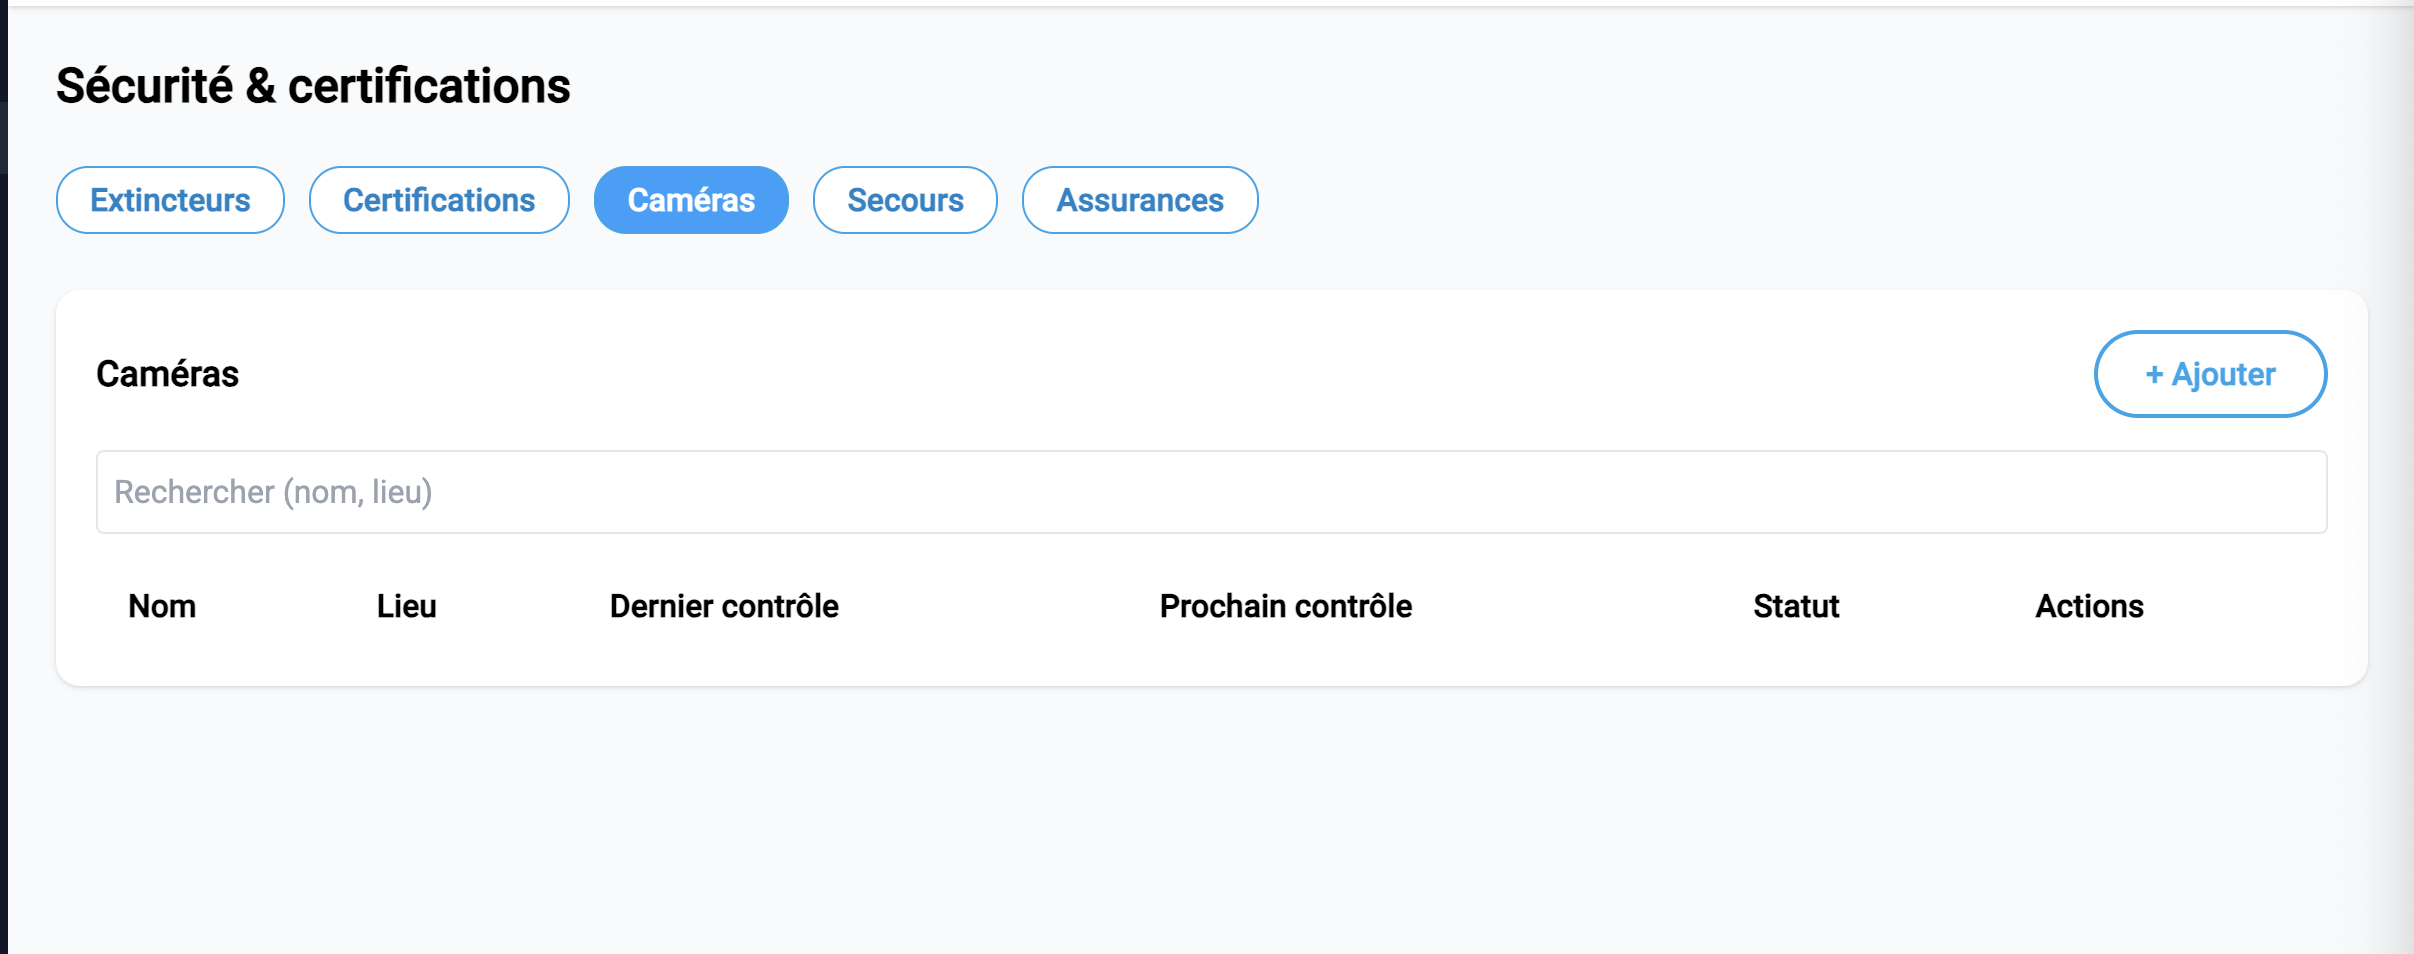 Sécurité & certifications
Extincteurs Certifications Caméras Secours Assurances
Caméras + Ajouter
Rechercher (nom, lieu)
Nom Lieu Dernier contrôle Prochain contrôle Statut Actions